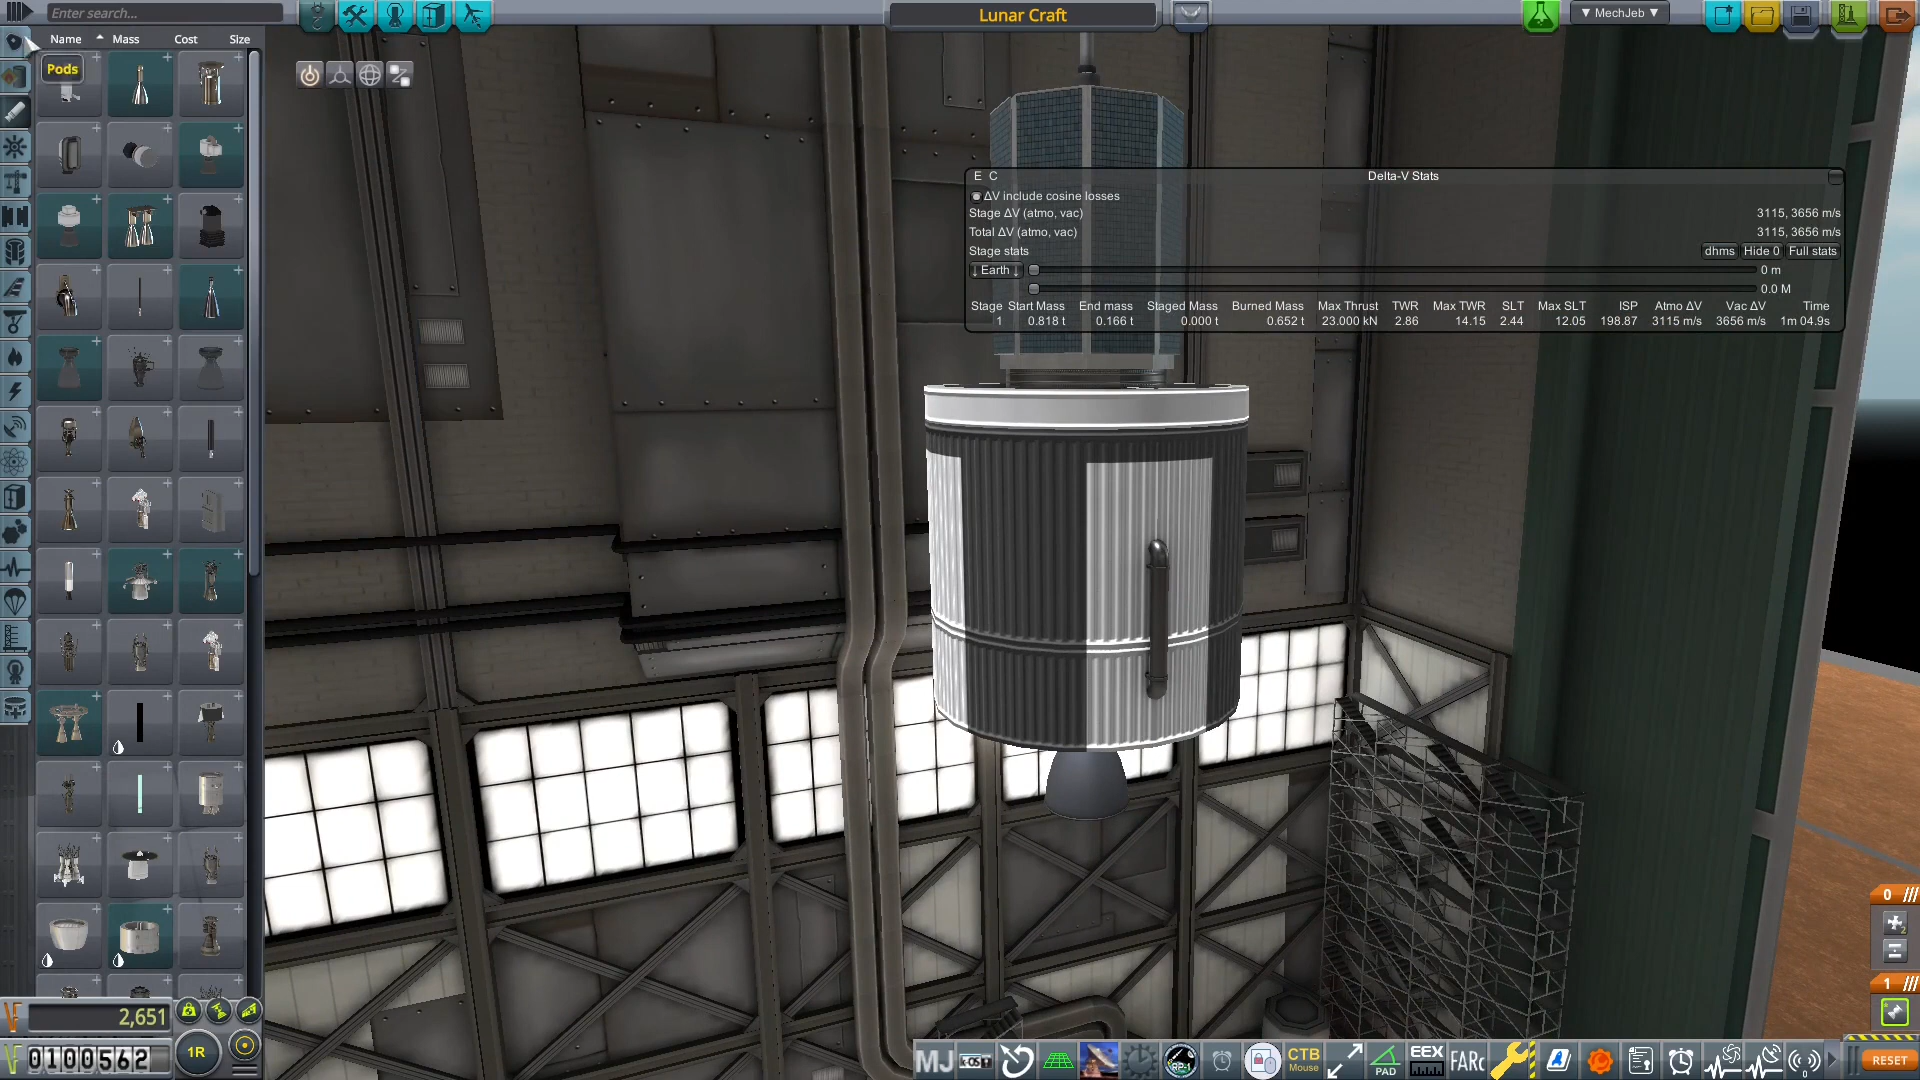 Enter search...
Lunar Craft
▼ MechJeb ▼
Name Mass Cost Size
Pods
E C Delta-V Stats
ΔV include cosine losses
Stage ΔV (atmo, vac) 3115, 3656 m/s
Total ΔV (atmo, vac) 3115, 3656 m/s
Stage stats dhms Hide 0 Full stats
↓ Earth ↓ 0 m
0.0 M
Stage Start Mass End mass Staged Mass Burned Mass Max Thrust TWR Max TWR SLT Max SLT ISP Atmo ΔV Vac ΔV Time
1 0.818 t 0.166 t 0.000 t 0.652 t 23.000 kN 2.86 14.15 2.44 12.05 198.87 3115 m/s 3656 m/s 1m 04.9s
0
2
1
2,651
0100562
1R
MJ
RP-1
CTB
Mouse
PAD
EEX
FARc
RESET